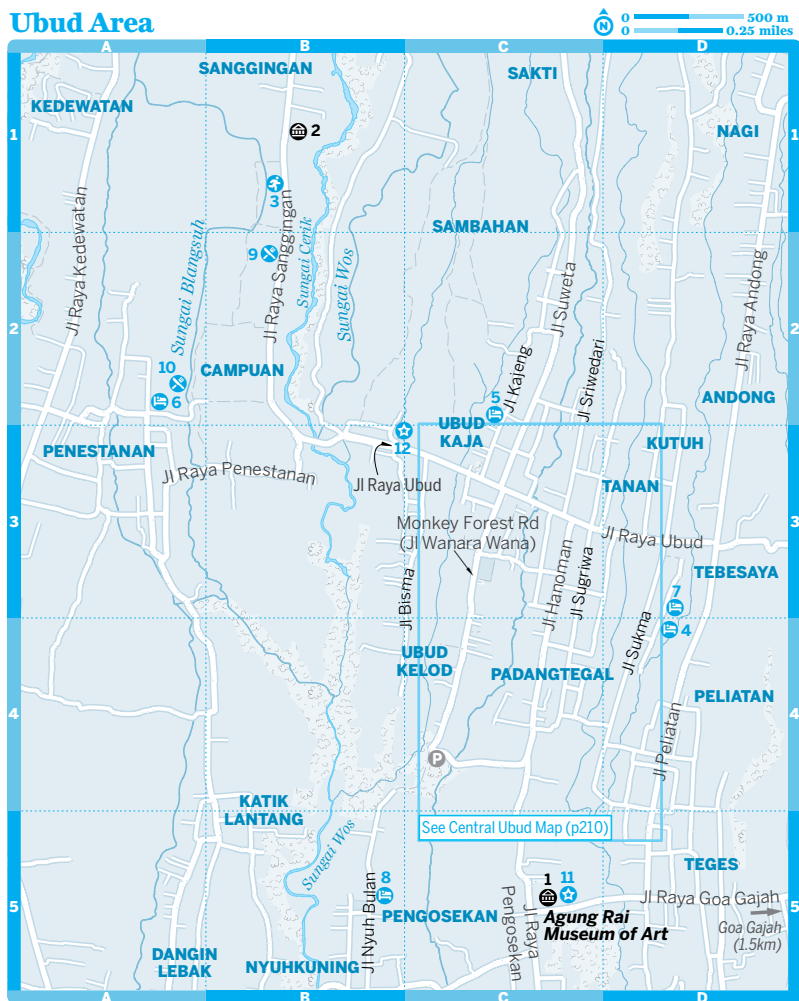 Ubud Area
N
0 500 m
0 0.25 miles
A B C D
SANGGINGAN
SAKTI
KEDEWATAN
1
2
NAGI
1
3
Jl Raya Kedewatan
Jl Raya Sanggingan
Sungai Cerik
SAMBAHAN
9
Sungai Blangsuh
Sungai Wos
Jl Suweta
Jl Raya Andong
2
2
10
CAMPUAN
Jl Kajeng
Jl Sriwedari
6
5
ANDONG
UBUD
KAJA
12
KUTUH
PENESTANAN
Jl Raya Penestanan
Jl Raya Ubud
TANAN
3
3
Monkey Forest Rd
(Jl Wanara Wana)
Jl Raya Ubud
Jl Bisma
Jl Hanoman
Jl Sugriwa
TEBESAYA
7
4
Jl Sukma
UBUD
KELOD
PADANGTEGAL
PELIATAN
4
4
Jl Peliatan
P
KATIK
LANTANG
See Central Ubud Map (p210)
Sungai Wos
TEGES
8
1
11
Jl Raya Goa Gajah
5
5
Jl Nyuh Bulan
PENGOSEKAN
Jl Raya
Pengosekan
Agung Rai
Museum of Art
Goa Gajah
(1.5km)
DANGIN
LEBAK
NYUHKUNING
A B C D